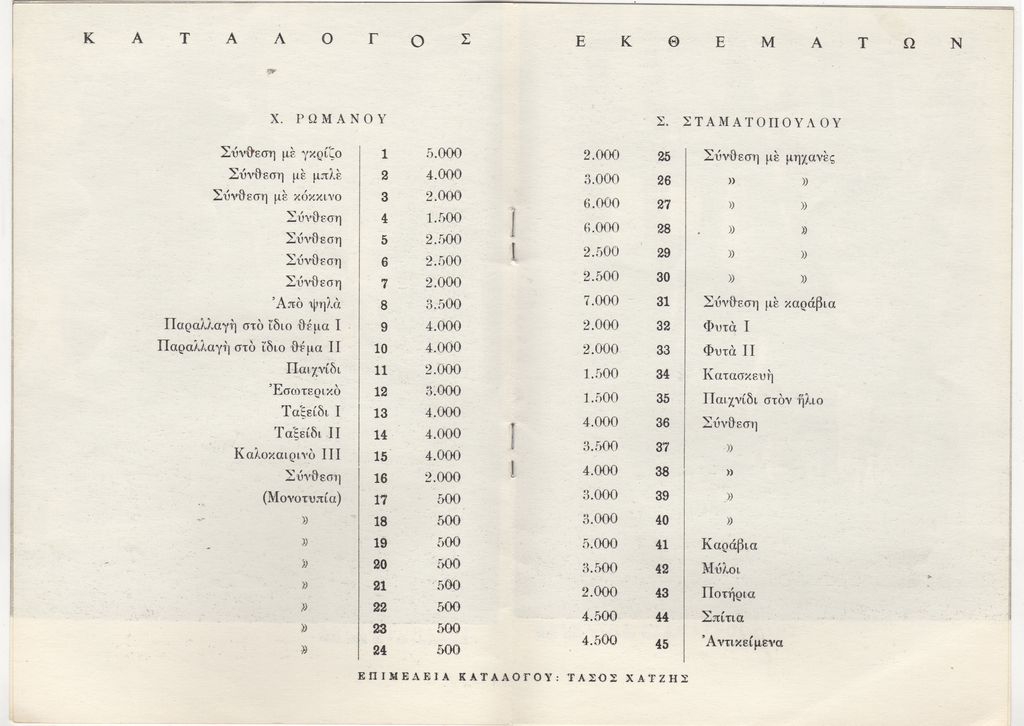 ΚΑΤΑΛΟΓΟΣ ΕΚΘΕΜΑΤΩΝ
Χ. ΡΩΜΑΝΟΥ
Σύνθεση μὲ γκρίζο 1 5.000
Σύνθεση μὲ μπλὲ 2 4.000
Σύνθεση μὲ κόκκινο 3 2.000
Σύνθεση 4 1.500
Σύνθεση 5 2.500
Σύνθεση 6 2.500
Σύνθεση 7 2.000
Ἀπὸ ψηλὰ 8 3.500
Παραλλαγὴ στὸ ἴδιο θέμα Ι 9 4.000
Παραλλαγὴ στὸ ἴδιο θέμα ΙΙ 10 4.000
Παιχνίδι 11 2.000
Ἐσωτερικὸ 12 3.000
Ταξείδι Ι 13 4.000
Ταξείδι ΙΙ 14 4.000
Καλοκαιρινὸ ΙΙΙ 15 4.000
Σύνθεση 16 2.000
(Μονοτυπία) 17 500
» 18 500
» 19 500
» 20 500
» 21 500
» 22 500
» 23 500
» 24 500
Σ. ΣΤΑΜΑΤΟΠΟΥΛΟΥ
2.000 25 Σύνθεση μὲ μηχανὲς
3.000 26 » »
6.000 27 » »
6.000 28 » »
2.500 29 » »
2.500 30 » »
7.000 31 Σύνθεση μὲ καράβια
2.000 32 Φυτὰ Ι
2.000 33 Φυτὰ ΙΙ
1.500 34 Κατασκευὴ
1.500 35 Παιχνίδι στὸν ἥλιο
4.000 36 Σύνθεση
3.500 37 »
4.000 38 »
3.000 39 »
3.000 40 »
5.000 41 Καράβια
3.500 42 Μύλοι
2.000 43 Ποτήρια
4.500 44 Σπίτια
4.500 45 Ἀντικείμενα
ΕΠΙΜΕΛΕΙΑ ΚΑΤΑΛΟΓΟΥ: ΤΑΣΟΣ ΧΑΤΖΗΣ